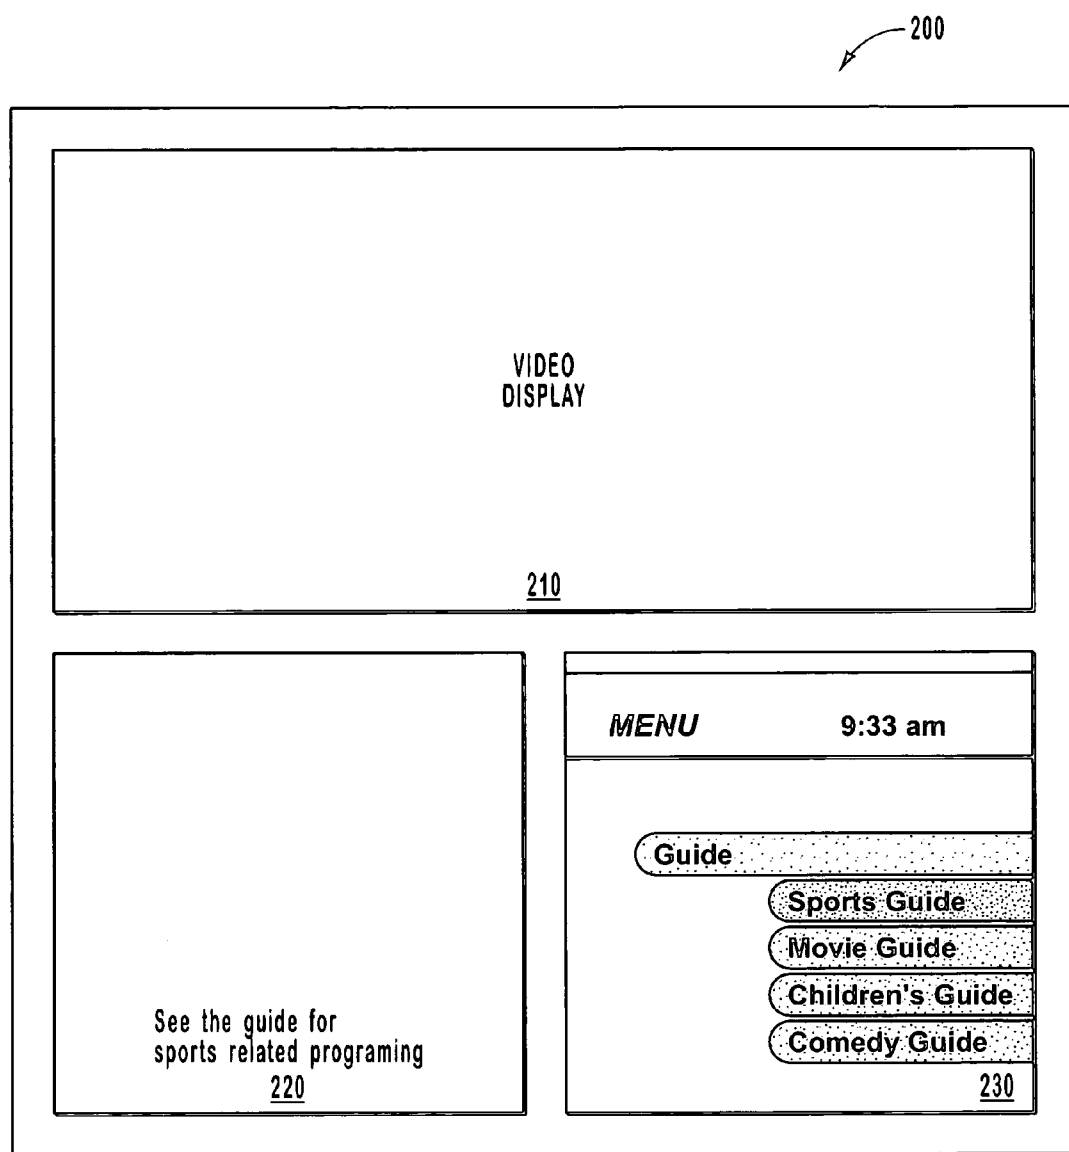 200
VIDEO
DISPLAY
210
See the guide for
sports related programing
220
MENU 9:33 am
Guide
Sports Guide
Movie Guide
Children's Guide
Comedy Guide
230